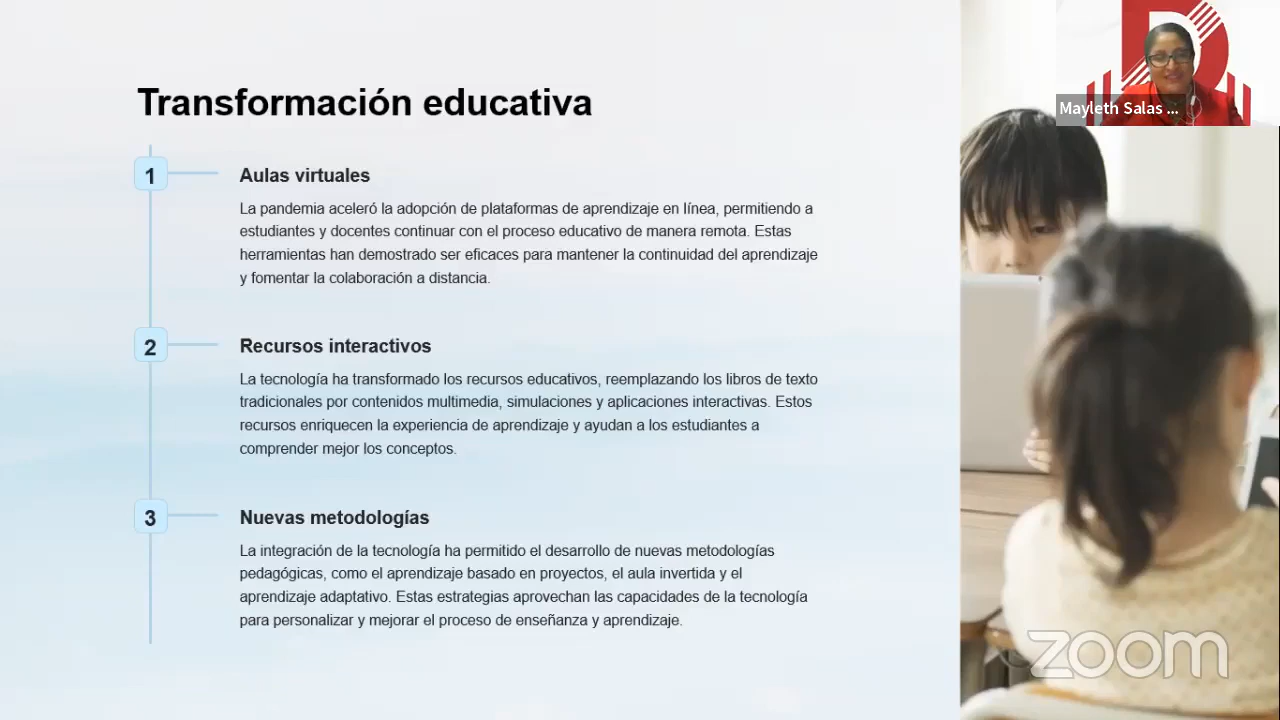 Transformación educativa
1
Aulas virtuales
La pandemia aceleró la adopción de plataformas de aprendizaje en línea, permitiendo a
estudiantes y docentes continuar con el proceso educativo de manera remota. Estas
herramientas han demostrado ser eficaces para mantener la continuidad del aprendizaje
y fomentar la colaboración a distancia.
2
Recursos interactivos
La tecnología ha transformado los recursos educativos, reemplazando los libros de texto
tradicionales por contenidos multimedia, simulaciones y aplicaciones interactivas. Estos
recursos enriquecen la experiencia de aprendizaje y ayudan a los estudiantes a
comprender mejor los conceptos.
3
Nuevas metodologías
La integración de la tecnología ha permitido el desarrollo de nuevas metodologías
pedagógicas, como el aprendizaje basado en proyectos, el aula invertida y el
aprendizaje adaptativo. Estas estrategias aprovechan las capacidades de la tecnología
para personalizar y mejorar el proceso de enseñanza y aprendizaje.
Mayleth Salas ...
zoom